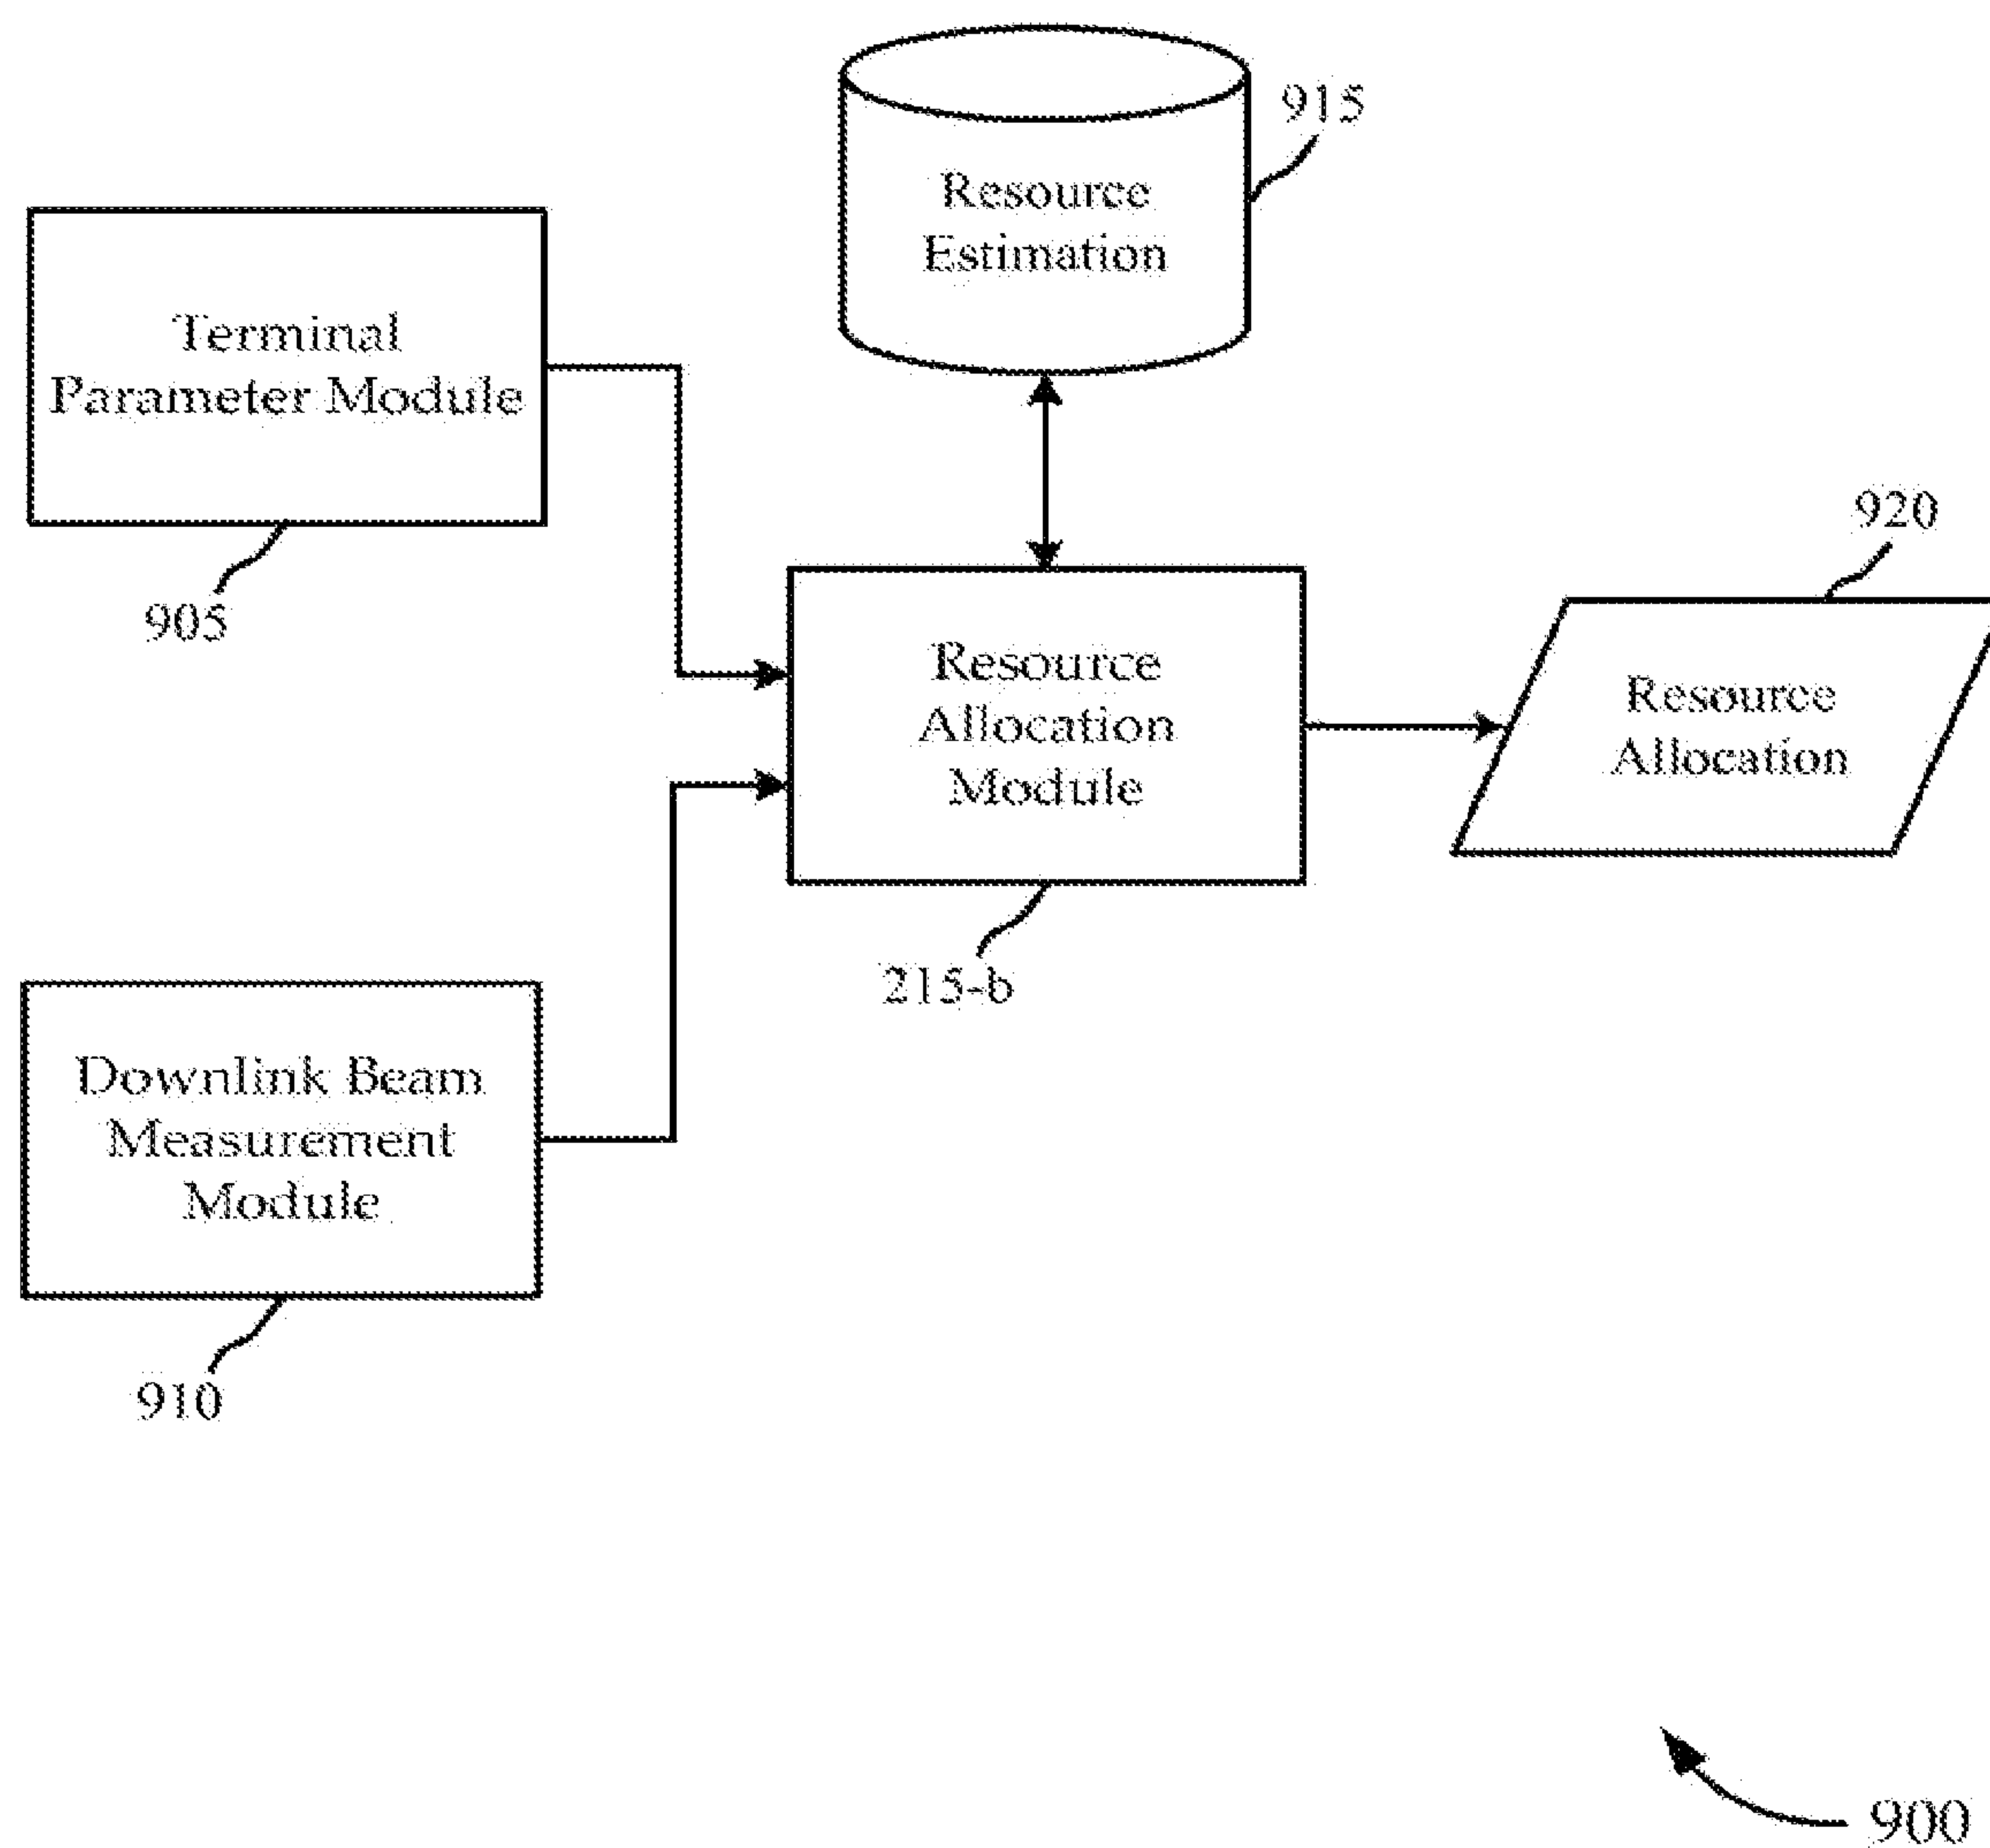 915
Resource
Estimation
Terminal
Parameter Module
905
920
Resource
Allocation
Module
215-b
Resource
Allocation
Downlink Beam
Measurement
Module
910
900